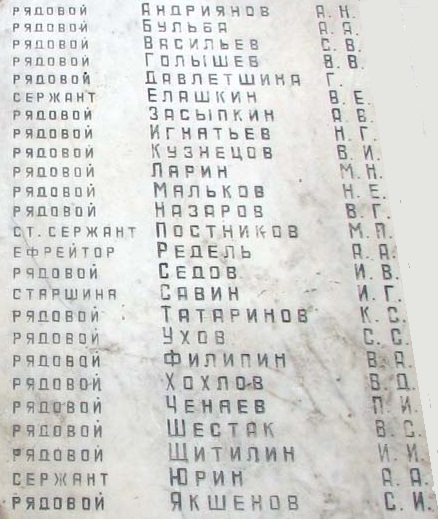 РЯДОВОЙ АНДРИЯНОВ А. Н.
РЯДОВОЙ БУЛЬБА А. А.
РЯДОВОЙ ВАСИЛЬЕВ С. В.
РЯДОВОЙ ГОЛЫШЕВ В. В.
РЯДОВОЙ ДАВЛЕТШИНА Г.
СЕРЖАНТ ЕЛАШКИН В. Е.
РЯДОВОЙ ЗАСЫПКИН А. В.
РЯДОВОЙ ИГНАТЬЕВ Н. Г.
РЯДОВОЙ КУЗНЕЦОВ В. И.
РЯДОВОЙ ЛАРИН М. Н.
РЯДОВОЙ МАЛЬКОВ Н. Е.
РЯДОВОЙ НАЗАРОВ В. Г.
СТ. СЕРЖАНТ ПОСТНИКОВ М. П.
ЕФРЕЙТОР РЕДЕЛЬ А. А.
РЯДОВОЙ СЕДОВ И. В.
СТАРШИНА САВИН И. Г.
РЯДОВОЙ ТАТАРИНОВ К. С.
РЯДОВОЙ УХОВ С. С.
РЯДОВОЙ ФИЛИПИН В. А.
РЯДОВОЙ ХОХЛОВ В. Д.
РЯДОВОЙ ЧЕНАЕВ П. И.
РЯДОВОЙ ШЕСТАК В. С.
РЯДОВОЙ ЩИТИЛИН И. И.
СЕРЖАНТ ЮРИН А. А.
РЯДОВОЙ ЯКШЕНОВ С. И.